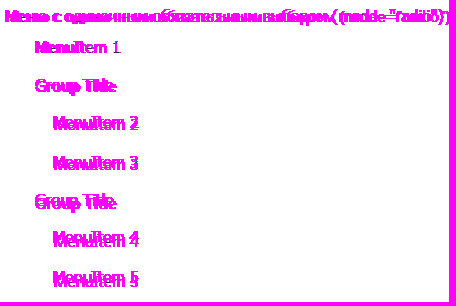 Меню с одиночным обязательным выбором (mode="radio")
MenuItem 1
Group Title
MenuItem 2
MenuItem 3
Group Title
MenuItem 4
MenuItem 5